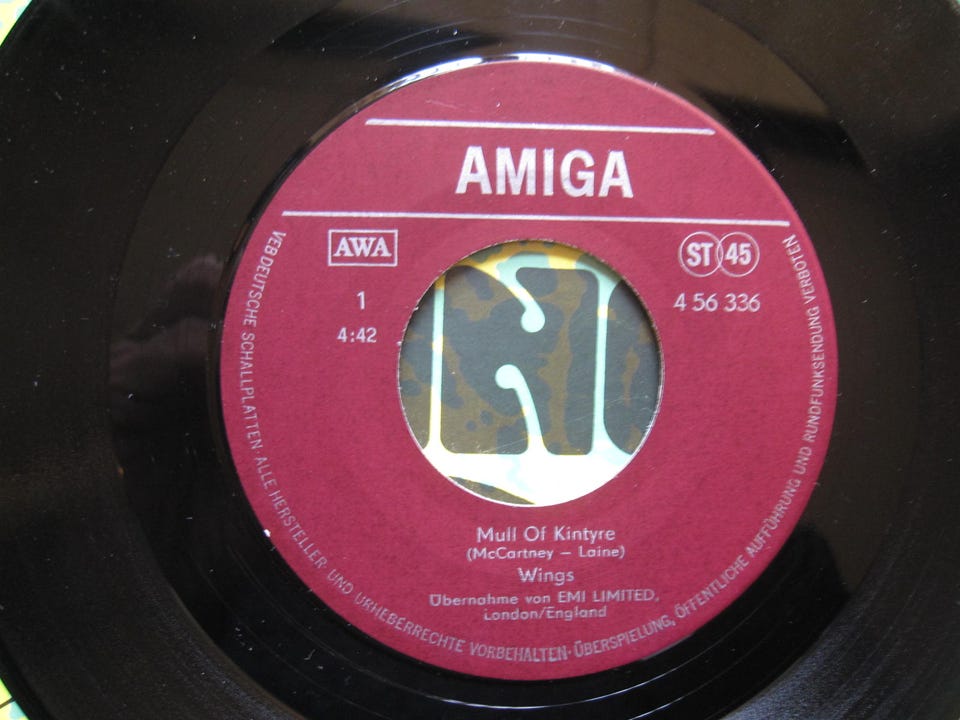 AMIGA
AWA
ST 45
1
4 56 336
4:42
Mull Of Kintyre
(McCartney – Laine)
Wings
Übernahme von EMI LIMITED,
London/England
VEB DEUTSCHE SCHALLPLATTEN · ALLE HERSTELLER- UND URHEBERRECHTE VORBEHALTEN · ÜBERSPIELUNG, ÖFFENTLICHE AUFFÜHRUNG UND RUNDFUNKSENDUNG VERBOTEN